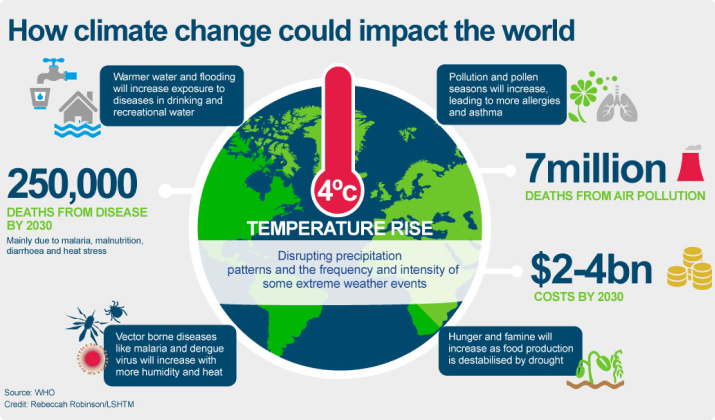 How climate change could impact the world
Warmer water and flooding
will increase exposure to
diseases in drinking and
recreational water
Pollution and pollen
seasons will increase,
leading to more allergies
and asthma
250,000
DEATHS FROM DISEASE
BY 2030
Mainly due to malaria, malnutrition,
diarrhoea and heat stress
4ºC
TEMPERATURE RISE
Disrupting precipitation
patterns and the frequency and intensity of
some extreme weather events
7million
DEATHS FROM AIR POLLUTION
$2-4bn
COSTS BY 2030
Vector borne diseases
like malaria and dengue
virus will increase with
more humidity and heat
Hunger and famine will
increase as food production
is destabilised by drought
Source: WHO
Credit: Rebeccah Robinson/LSHTM